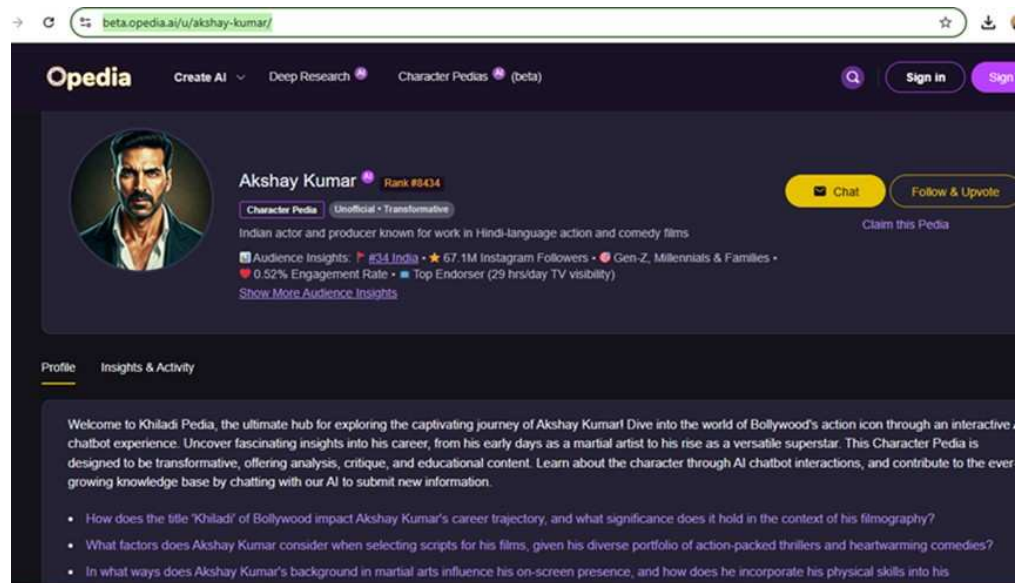 beta.opedia.ai/u/akshay-kumar/
Opedia
Create AI
Deep Research AI
Character Pedias AI (beta)
Sign in
Sign
Akshay Kumar AI Rank #8434
Character Pedia Unofficial • Transformative
Indian actor and producer known for work in Hindi-language action and comedy films
Audience Insights: #34 India • 67.1M Instagram Followers • Gen-Z, Millennials & Families •
0.52% Engagement Rate • Top Endorser (29 hrs/day TV visibility)
Show More Audience Insights
Chat
Follow & Upvote
Claim this Pedia
Profile
Insights & Activity
Welcome to Khiladi Pedia, the ultimate hub for exploring the captivating journey of Akshay Kumar! Dive into the world of Bollywood's action icon through an interactive
chatbot experience. Uncover fascinating insights into his career, from his early days as a martial artist to his rise as a versatile superstar. This Character Pedia is
designed to be transformative, offering analysis, critique, and educational content. Learn about the character through AI chatbot interactions, and contribute to the ever-
growing knowledge base by chatting with our AI to submit new information.
• How does the title 'Khiladi' of Bollywood impact Akshay Kumar's career trajectory, and what significance does it hold in the context of his filmography?
• What factors does Akshay Kumar consider when selecting scripts for his films, given his diverse portfolio of action-packed thrillers and heartwarming comedies?
• In what ways does Akshay Kumar's background in martial arts influence his on-screen presence, and how does he incorporate his physical skills into his